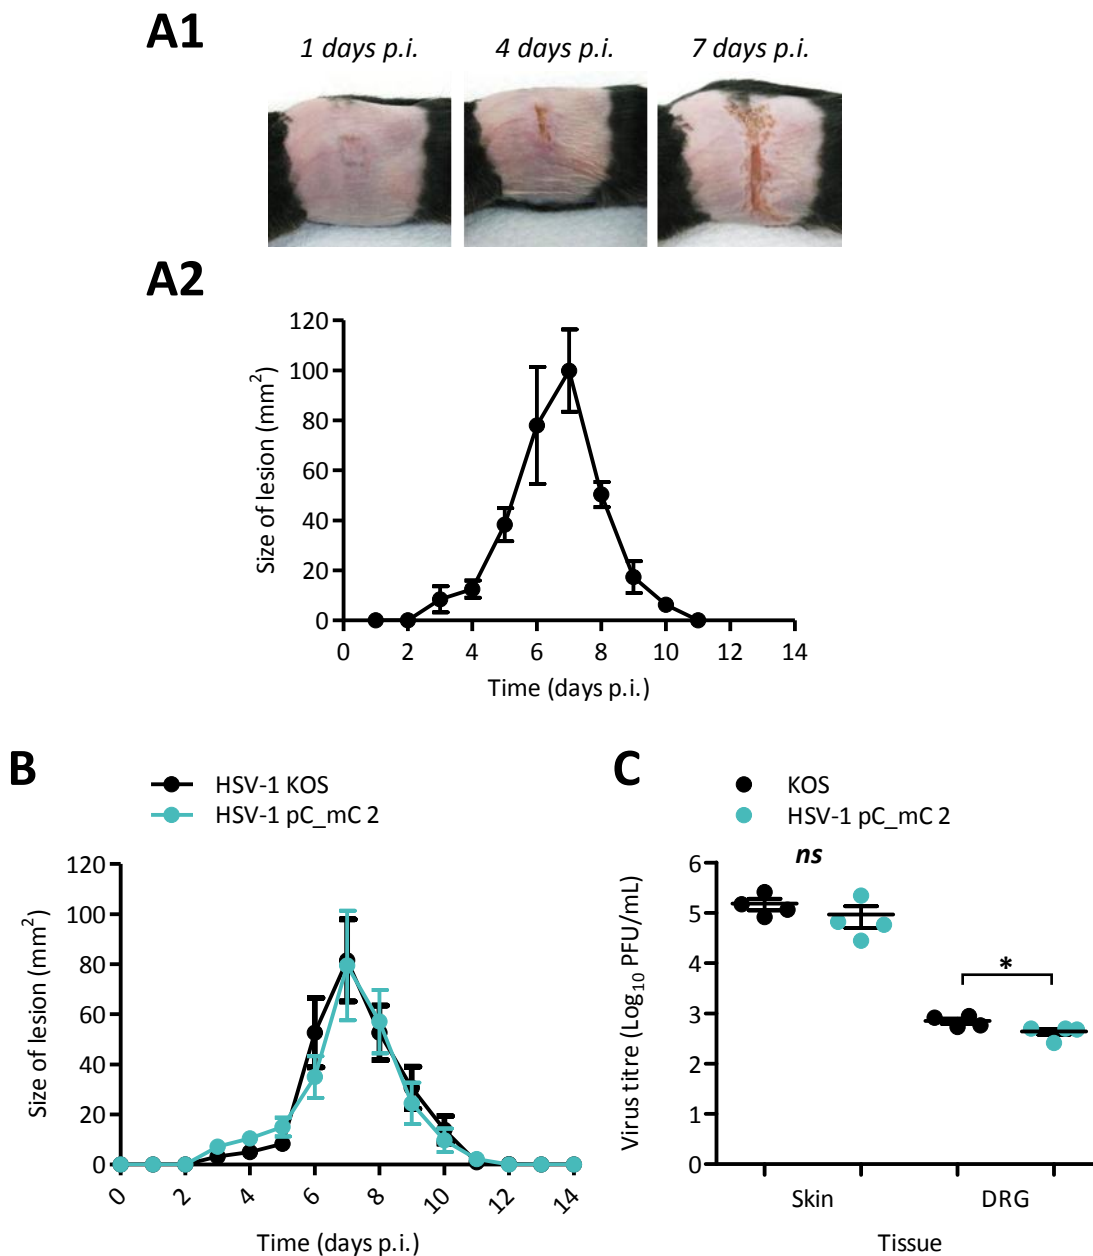 A1
1 days p.i. 4 days p.i. 7 days p.i.
A2
120
100
80
60
40
20
0
Size of lesion (mm²)
0 2 4 6 8 10 12 14
Time (days p.i.)
B
HSV-1 KOS
HSV-1 pC_mC 2
120
100
80
60
40
20
0
Size of lesion (mm²)
0 2 4 6 8 10 12 14
Time (days p.i.)
C
KOS
HSV-1 pC_mC 2
ns
*
6
5
4
3
2
1
0
Virus titre (Log₁₀ PFU/mL)
Skin DRG
Tissue